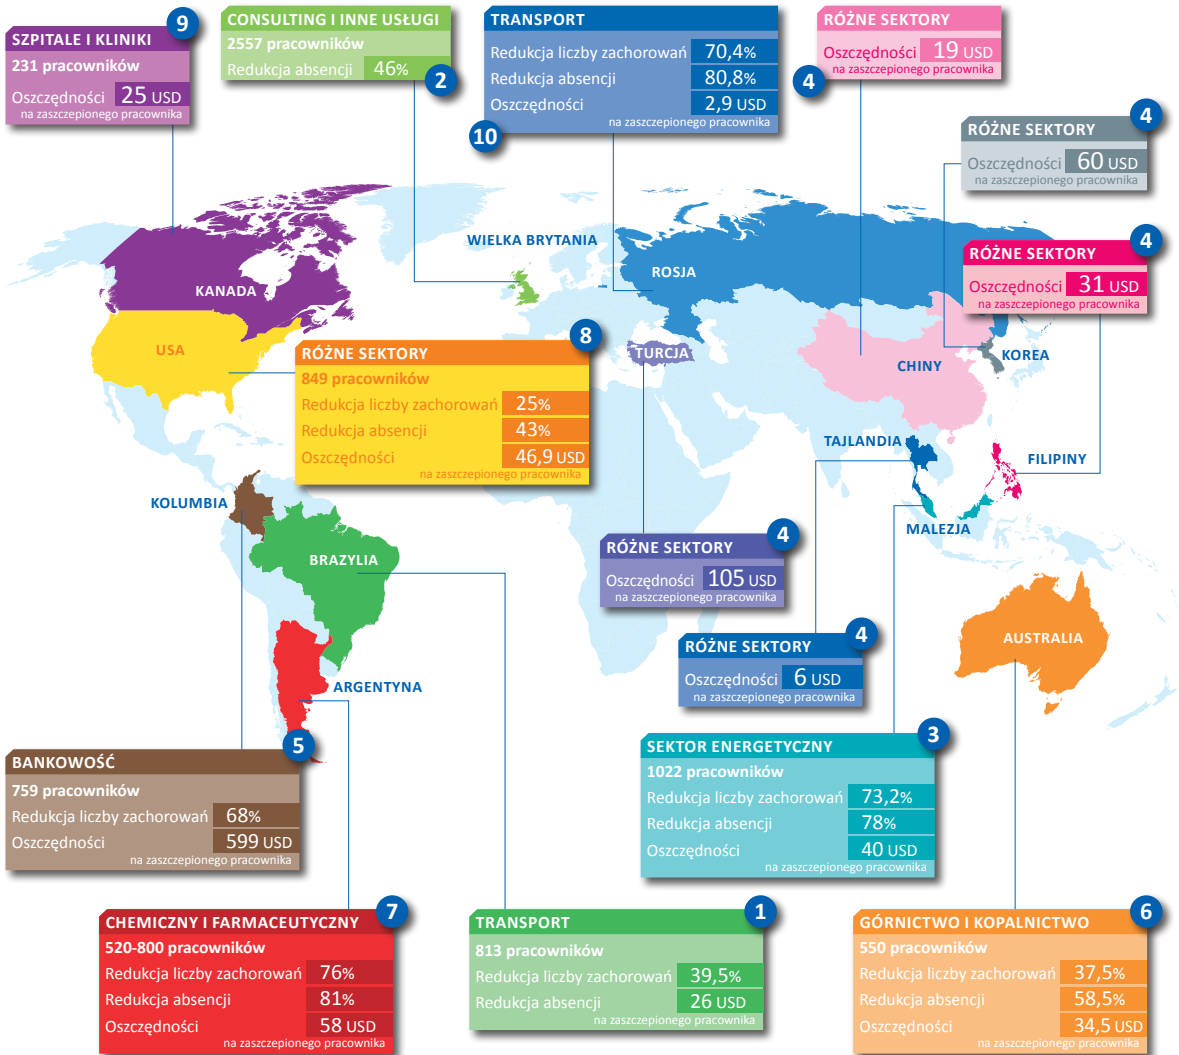 SZPITALE I KLINIKI
9
231 pracowników
Oszczędności 25 USD
na zaszczepionego pracownika
CONSULTING I INNE USŁUGI
2557 pracowników
Redukcja absencji 46%
2
TRANSPORT
Redukcja liczby zachorowań 70,4%
Redukcja absencji 80,8%
Oszczędności 2,9 USD
na zaszczepionego pracownika
10
RÓŻNE SEKTORY
Oszczędności 19 USD
na zaszczepionego pracownika
4
RÓŻNE SEKTORY
4
Oszczędności 60 USD
na zaszczepionego pracownika
RÓŻNE SEKTORY
4
Oszczędności 31 USD
na zaszczepionego pracownika
WIELKA BRYTANIA
ROSJA
KANADA
USA
TURCJA
CHINY
KOREA
RÓŻNE SEKTORY
8
849 pracowników
Redukcja liczby zachorowań 25%
Redukcja absencji 43%
Oszczędności 46,9 USD
na zaszczepionego pracownika
TAJLANDIA
FILIPINY
MALEZJA
KOLUMBIA
BRAZYLIA
ARGENTYNA
AUSTRALIA
RÓŻNE SEKTORY
4
Oszczędności 105 USD
na zaszczepionego pracownika
RÓŻNE SEKTORY
4
Oszczędności 6 USD
na zaszczepionego pracownika
BANKOWOŚĆ
5
759 pracowników
Redukcja liczby zachorowań 68%
Oszczędności 599 USD
na zaszczepionego pracownika
SEKTOR ENERGETYCZNY
3
1022 pracowników
Redukcja liczby zachorowań 73,2%
Redukcja absencji 78%
Oszczędności 40 USD
na zaszczepionego pracownika
CHEMICZNY I FARMACEUTYCZNY
7
520-800 pracowników
Redukcja liczby zachorowań 76%
Redukcja absencji 81%
Oszczędności 58 USD
na zaszczepionego pracownika
TRANSPORT
1
813 pracowników
Redukcja liczby zachorowań 39,5%
Redukcja absencji 26 USD
na zaszczepionego pracownika
GÓRNICTWO I KOPALNICTWO
6
550 pracowników
Redukcja liczby zachorowań 37,5%
Redukcja absencji 58,5%
Oszczędności 34,5 USD
na zaszczepionego pracownika